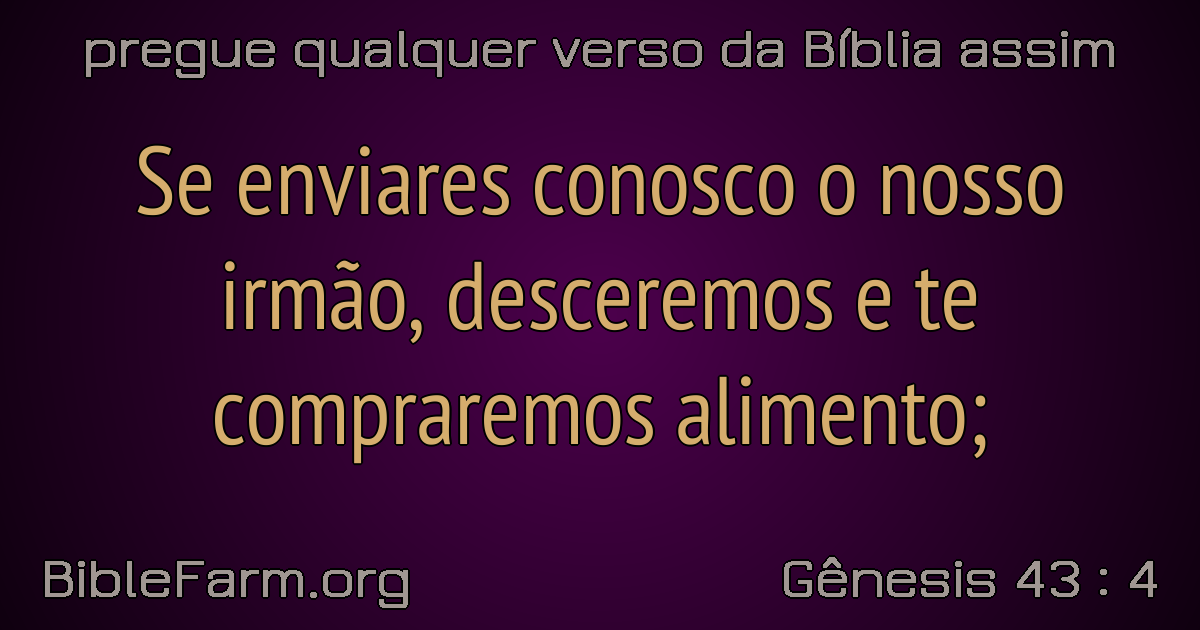 pregue qualquer verso da Bíblia assim
Se enviares conosco o nosso
irmão, desceremos e te
compraremos alimento;
BibleFarm.org
Gênesis 43 : 4